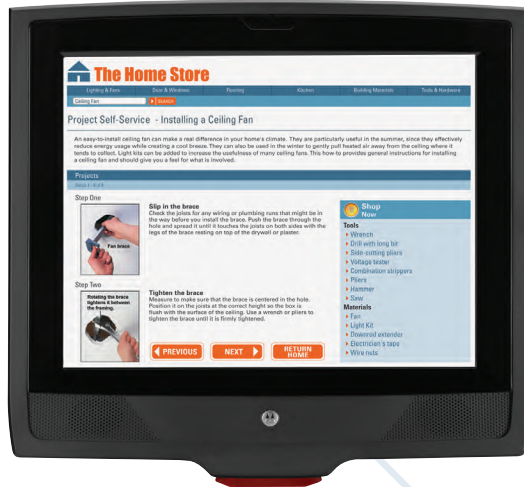 The Home Store
Lighting & Fans Door & Windows Flooring Kitchen Building Materials Tools & Hardware
Ceiling Fan SEARCH
Project Self-Service - Installing a Ceiling Fan
An easy-to-install ceiling fan can make a real difference in your home's climate. They are particularly useful in the summer, since they effectively
reduce energy usage while creating a cool breeze. They can also be used in the winter to gently pull heated air away from the ceiling where it
tends to collect. Light kits can be added to increase the usefulness of many ceiling fans. This how-to provides general instructions for installing
a ceiling fan and should give you a feel for what is involved.
Projects
Step One
Fan brace
Slip in the brace
Check the joists for any wiring or plumbing runs that might be in
the way before you install the brace. Push the brace through the
hole and spread it until it touches the joists on both sides with the
legs of the brace resting on top of the drywall or plaster.
Step Two
Rotating the brace
tightens it between
the framing.
Tighten the brace
Measure to make sure that the brace is centered in the hole.
Position it on the joists at the correct height so the box is
flush with the surface of the ceiling. Use a wrench or pliers to
tighten the brace until it is firmly tightened.
PREVIOUS NEXT RETURN
HOME
Shop
Now
Tools
Wrench
Drill with long bit
Side-cutting pliers
Voltage tester
Combination strippers
Pliers
Hammer
Saw
Materials
Fan
Light Kit
Downrod extender
Electrician's tape
Wire nuts